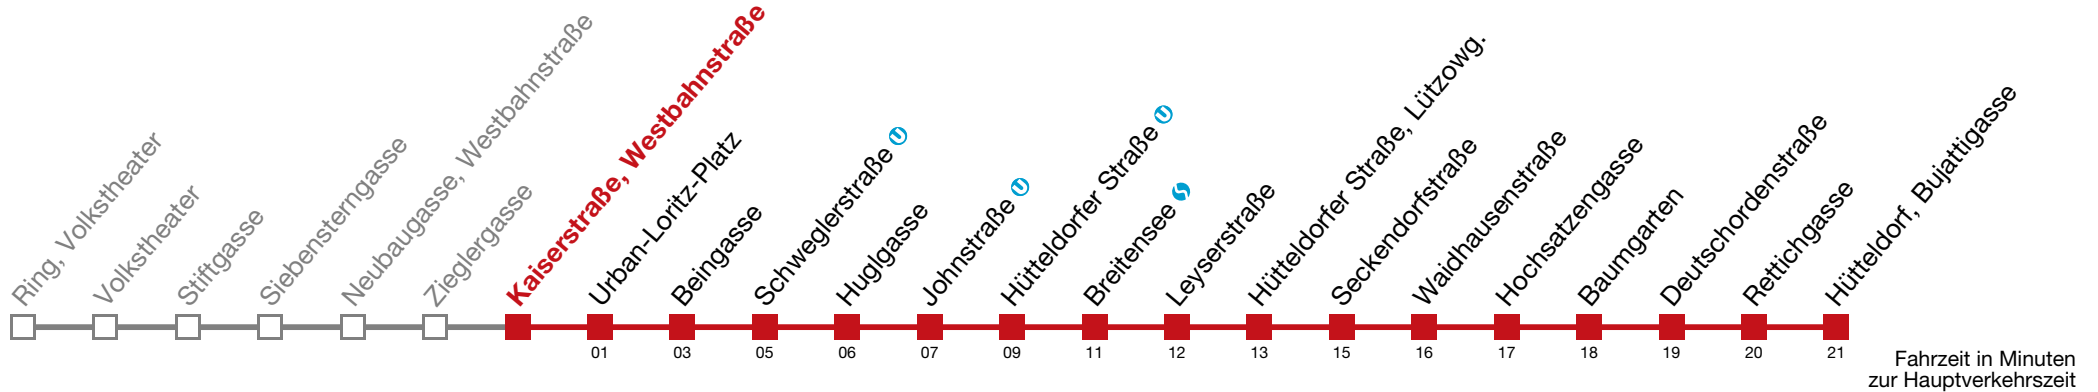 Ring, Volkstheater
Volkstheater
Stiftgasse
Siebensterngasse
Neubaugasse, Westbahnstraße
Zieglergasse
Kaiserstraße, Westbahnstraße
Urban-Loritz-Platz
Beingasse
Schweglerstraße U
Huglgasse
Johnstraße U
Hütteldorfer Straße U
Breitensee S
Leyserstraße
Hütteldorfer Straße, Lützowg.
Seckendorfstraße
Waidhausenstraße
Hochsatzengasse
Baumgarten
Deutschordenstraße
Rettichgasse
Hütteldorf, Bujattigasse
01 03 05 06 07 09 11 12 13 15 16 17 18 19 20 21
Fahrzeit in Minuten
zur Hauptverkehrszeit